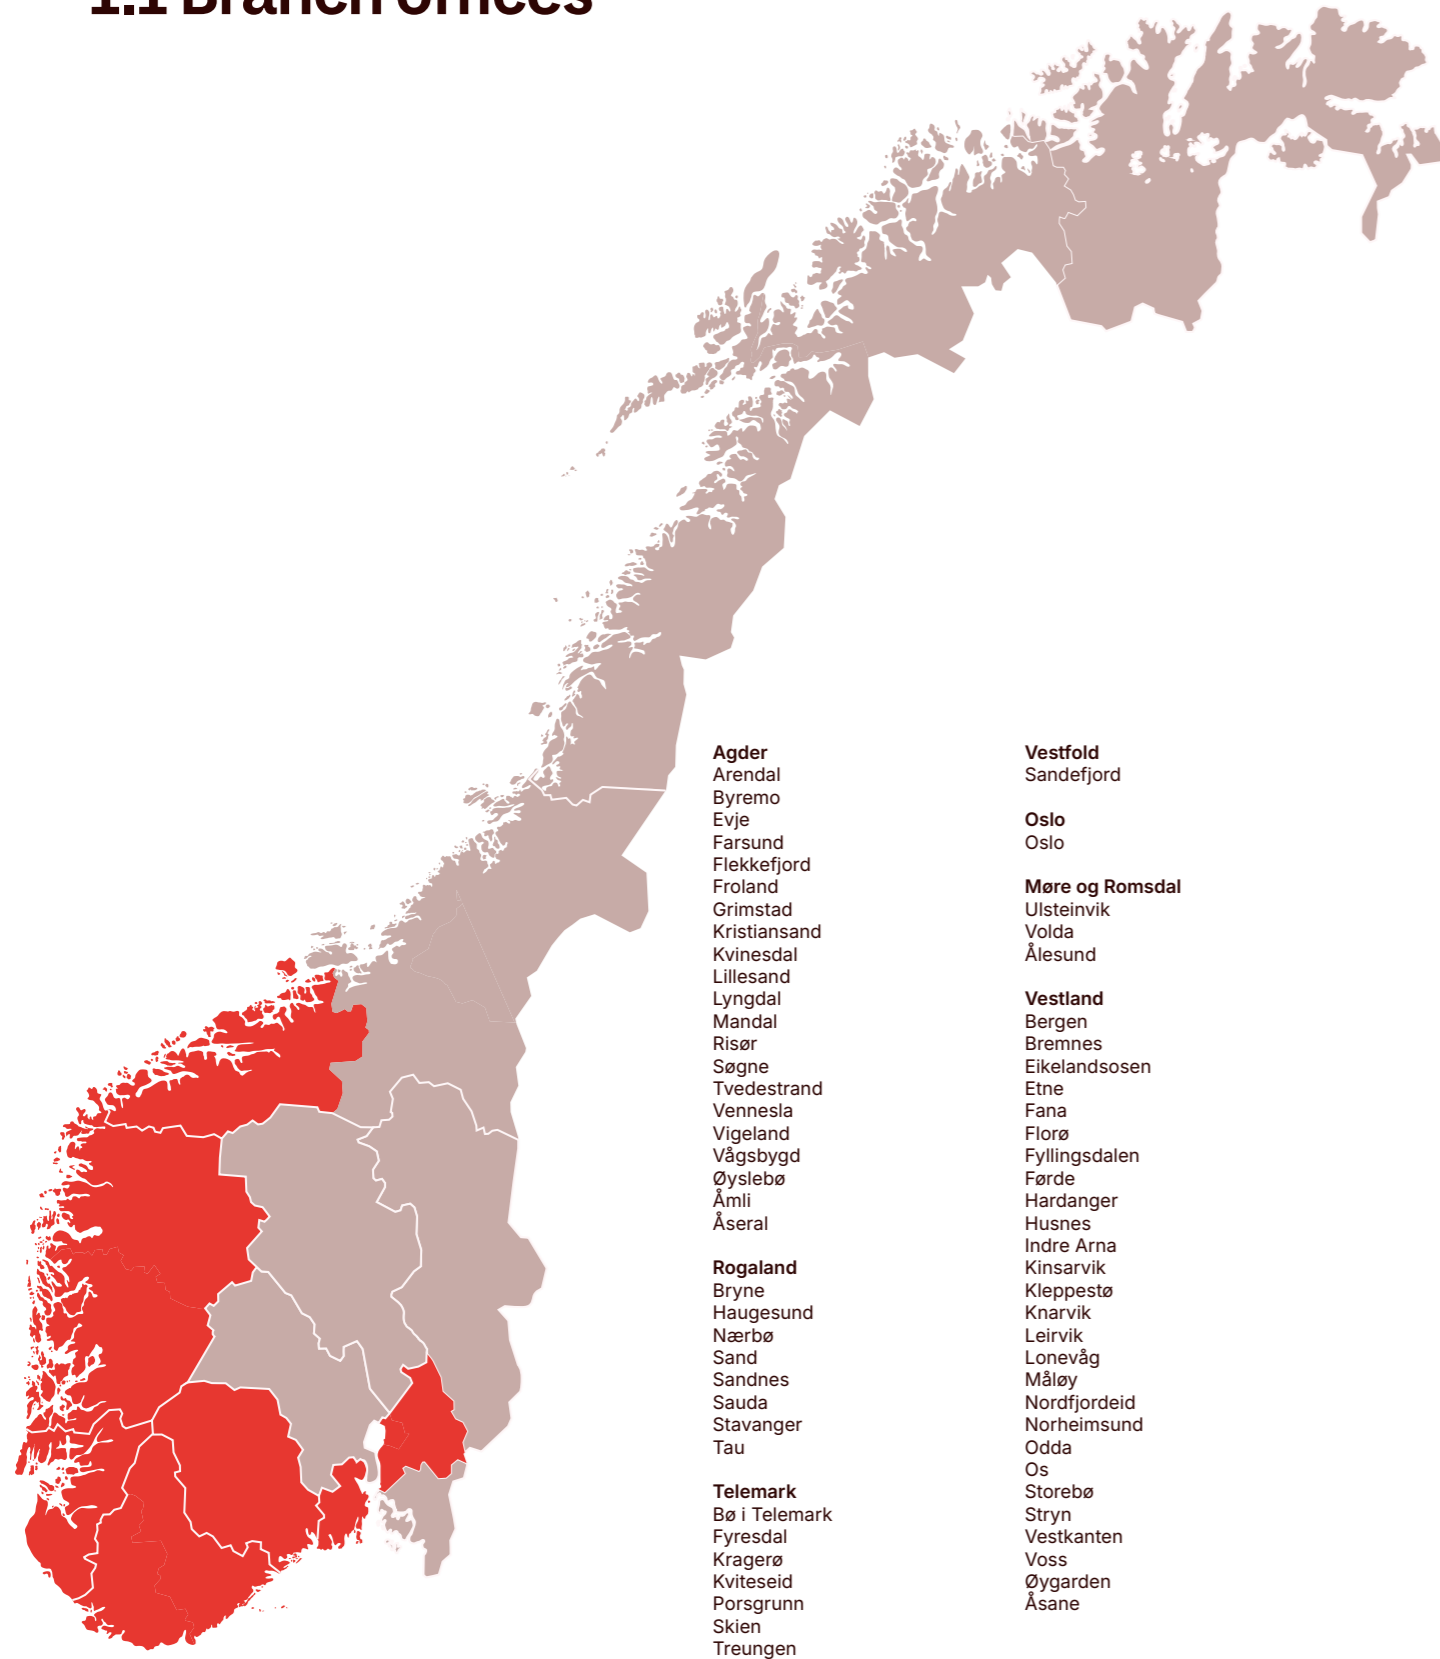 1.1 Branch offices
Agder
Arendal
Byremo
Evje
Farsund
Flekkefjord
Froland
Grimstad
Kristiansand
Kvinesdal
Lillesand
Lyngdal
Mandal
Risør
Søgne
Tvedestrand
Vennesla
Vigeland
Vågsbygd
Øyslebø
Åmli
Åseral
Rogaland
Bryne
Haugesund
Nærbø
Sand
Sandnes
Sauda
Stavanger
Tau
Telemark
Bø i Telemark
Fyresdal
Kragerø
Kviteseid
Porsgrunn
Skien
Treungen
Vestfold
Sandefjord
Oslo
Oslo
Møre og Romsdal
Ulsteinvik
Volda
Ålesund
Vestland
Bergen
Bremnes
Eikelandsosen
Etne
Fana
Florø
Fyllingsdalen
Førde
Hardanger
Husnes
Indre Arna
Kinsarvik
Kleppestø
Knarvik
Leirvik
Lonevåg
Måløy
Nordfjordeid
Norheimsund
Odda
Os
Storebø
Stryn
Vestkanten
Voss
Øygarden
Åsane